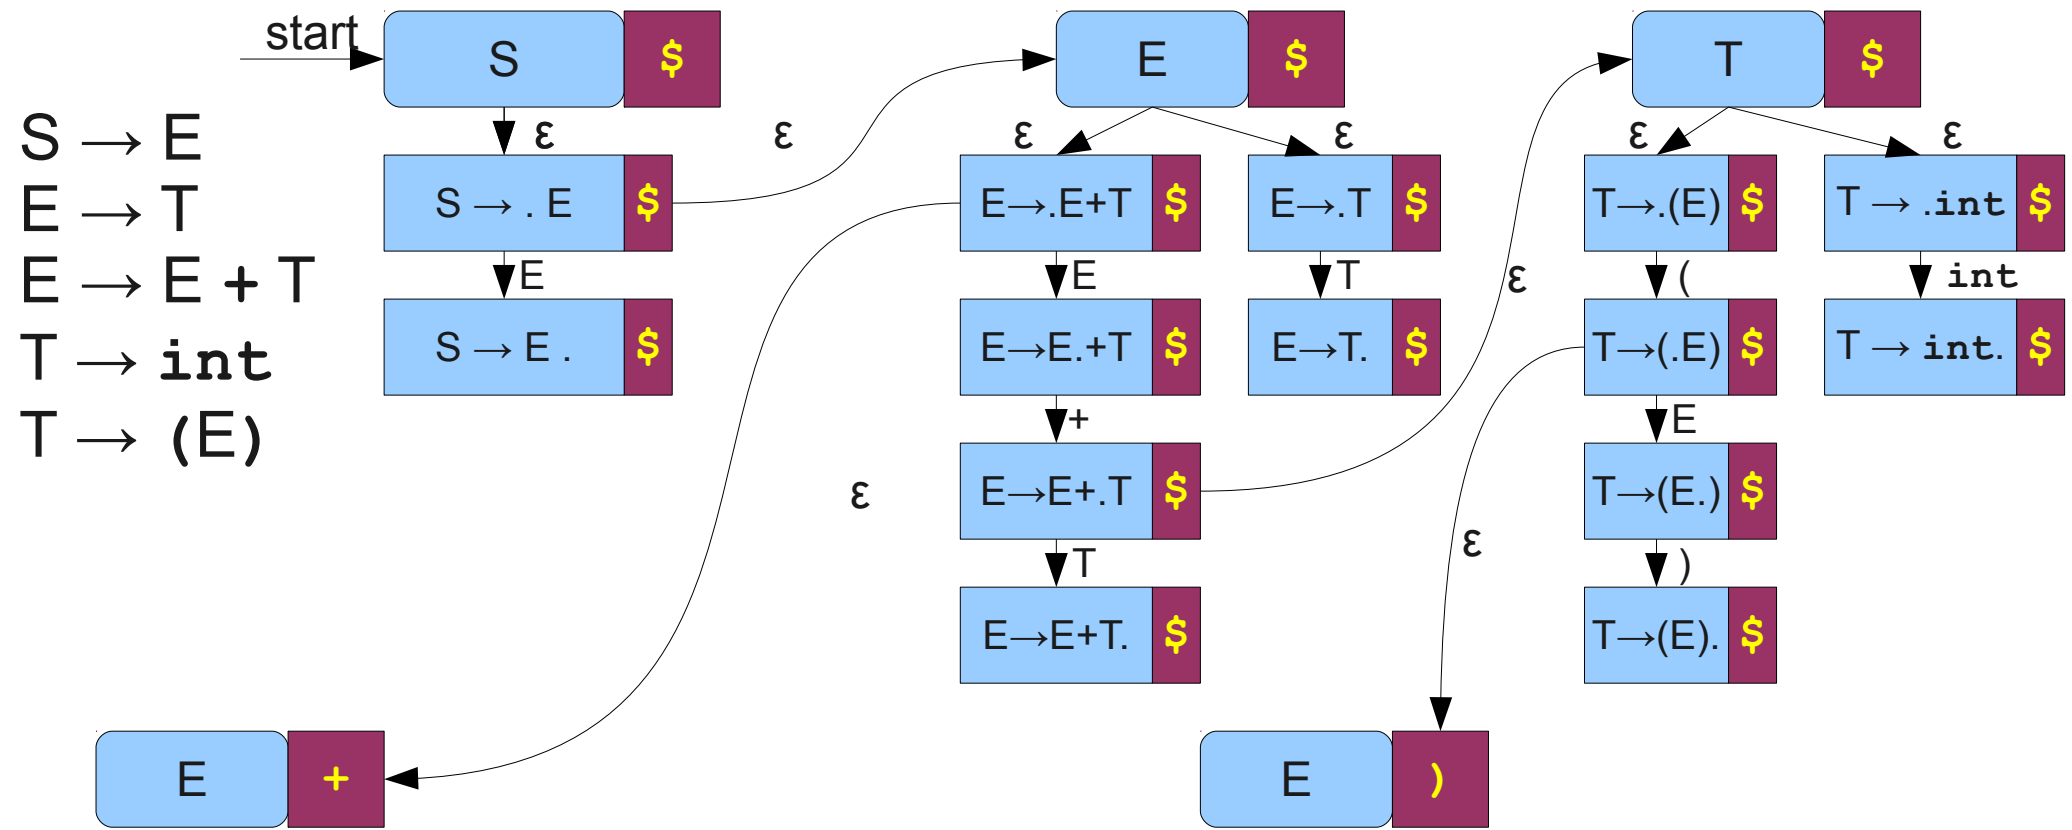 start
S $
E $
T $
S → E
E → T
E → E + T
T → int
T → (E)
ε
ε
ε
ε
ε
ε
S → . E $
E→.E+T $
E→.T $
T→.(E) $
T → .int $
E
E
T
ε
(
int
S → E . $
E→E.+T $
E→T. $
T→(.E) $
T → int. $
+
E
ε
E→E+.T $
T→(E.) $
T
ε
)
E→E+T. $
T→(E). $
E +
E )